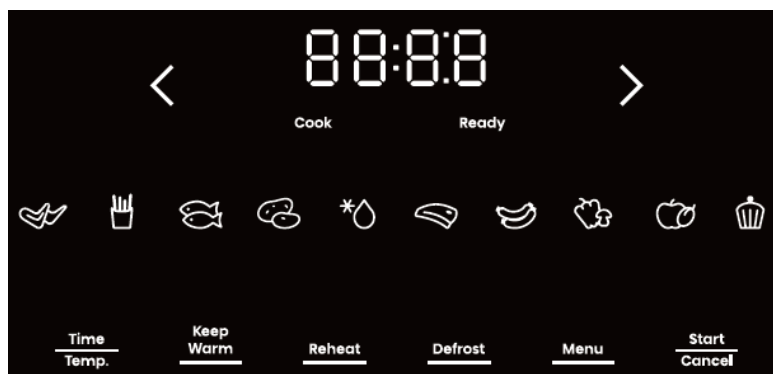 88:8.8
Cook Ready
Time
Temp.
Keep
Warm
Reheat
Defrost
Menu
Start
Cancel